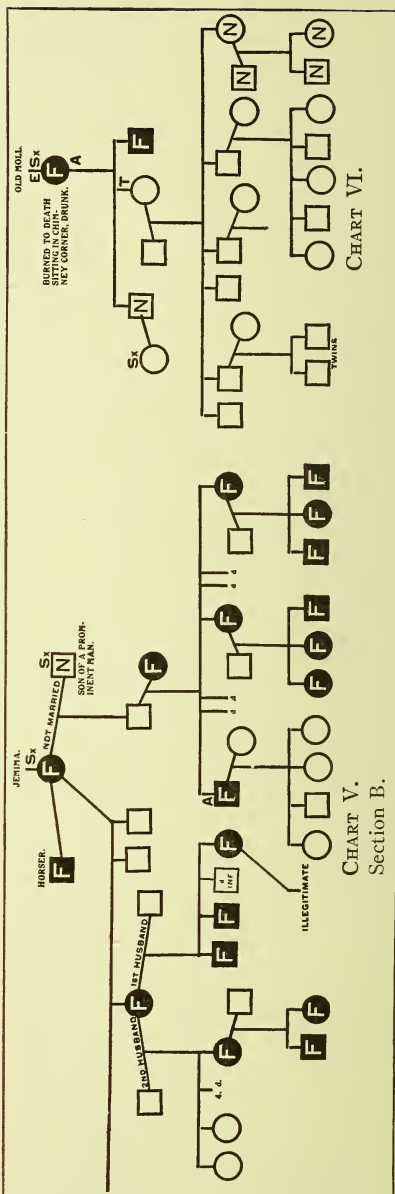 JEMIMA.
Sx
F
NOT MARRIED
Sx
N
SON OF A PROM-
INENT MAN.
HORSER.
F
2ND HUSBAND
F
1ST HUSBAND
F
4. d.
F
F
F
d
INF
F
A
F
d
d
F
d
d
F
F
F
ILLEGITIMATE
F
F
F
F
F
F
CHART V.
Section B.
OLD MOLL.
E Sx
F
A
BURNED TO DEATH
SITTING IN CHIM-
NEY CORNER, DRUNK.
Sx
N
T
F
N
N
N
N
TWINS
CHART VI.